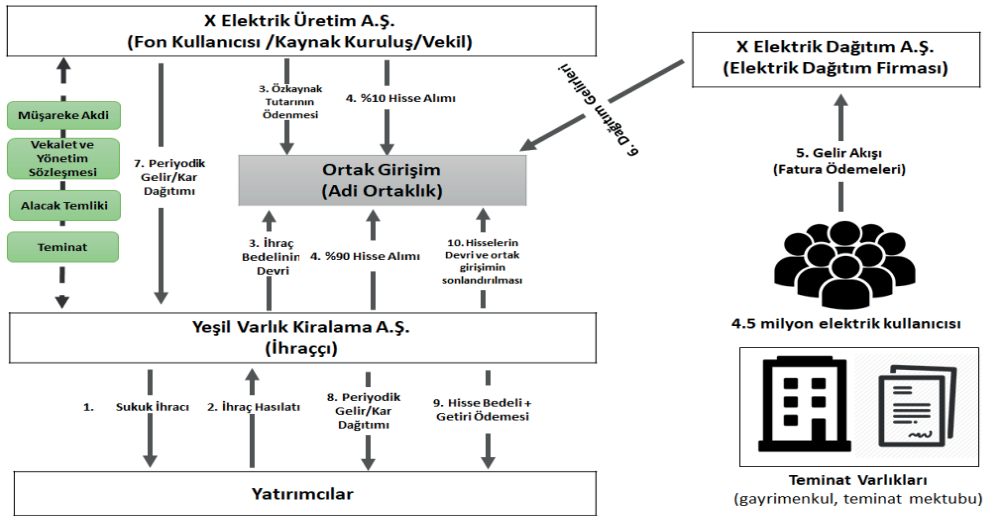 X Elektrik Üretim A.Ş.
(Fon Kullanıcısı /Kaynak Kuruluş/Vekil)
X Elektrik Dağıtım A.Ş.
(Elektrik Dağıtım Firması)
Müşareke Akdi
Vekalet ve
Yönetim
Sözleşmesi
Alacak Temliki
Teminat
7. Periyodik
Gelir/Kar
Dağıtımı
3. Özkaynak
Tutarının
Ödenmesi
4. %10 Hisse Alımı
6. Dağıtım Gelirleri
Ortak Girişim
(Adi Ortaklık)
5. Gelir Akışı
(Fatura Ödemeleri)
3. İhraç
Bedelinin
Devri
4. %90 Hisse Alımı
10. Hisselerin
Devri ve ortak
girişimin
sonlandırılması
4.5 milyon elektrik kullanıcısı
Yeşil Varlık Kiralama A.Ş.
(İhraççı)
1. Sukuk İhracı
2. İhraç Hasılatı
8. Periyodik
Gelir/Kar
Dağıtımı
9. Hisse Bedeli +
Getiri Ödemesi
Teminat Varlıkları
(gayrimenkul, teminat mektubu)
Yatırımcılar